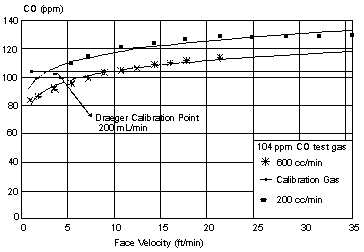 CO (ppm)
140
120
100
80
60
40
20
0
Draeger Calibration Point
200 mL/min
104 ppm CO test gas
600 cc/min
Calibration Gas
200 cc/min
0 5 10 15 20 25 30 35
Face Velocity (ft/min)